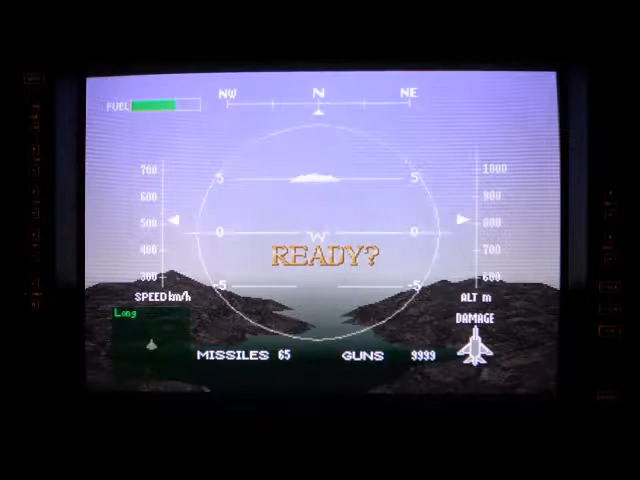 NW N NE
FUEL
700 1000
5 5
600 900
500 800
0 0
400 700
READY?
300 600
-5 -5
SPEED km/h ALT m
Long DAMAGE
MISSILES 65 GUNS 9999